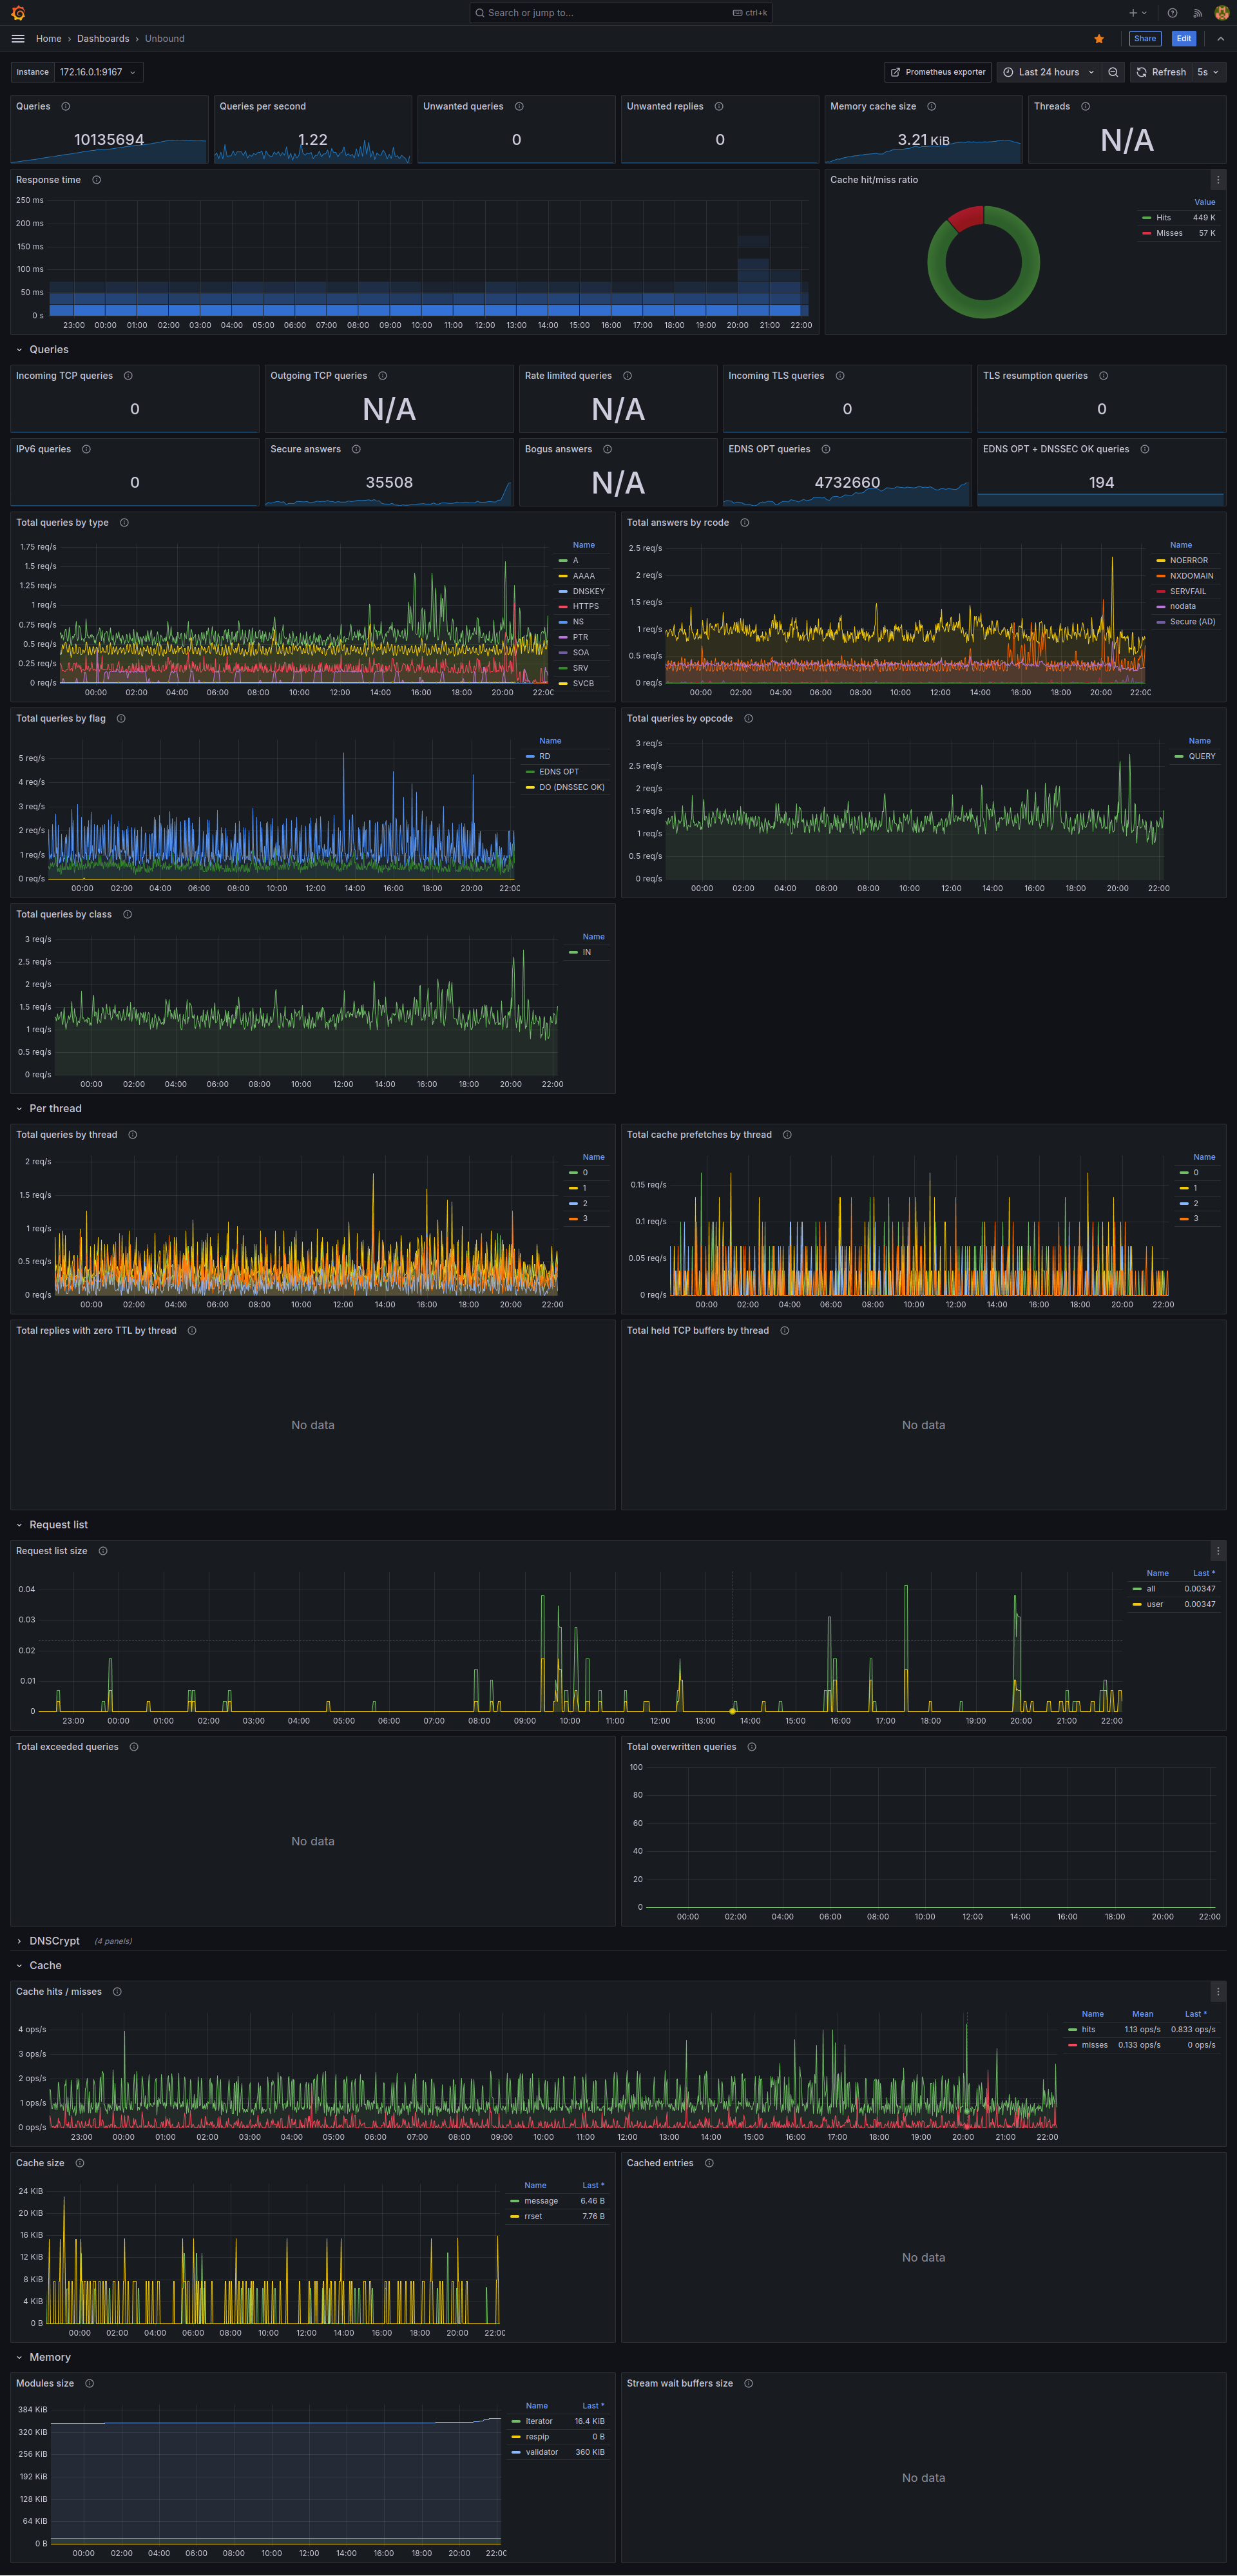 Search or jump to...
ctrl+k
Home › Dashboards › Unbound
Share
Edit
Instance
172.16.0.1:9167
Prometheus exporter
Last 24 hours
Refresh
5s
Queries
10135694
Queries per second
1.22
Unwanted queries
0
Unwanted replies
0
Memory cache size
3.21 KiB
Threads
N/A
Response time
250 ms
200 ms
150 ms
100 ms
50 ms
0 s
23:00 00:00 01:00 02:00 03:00 04:00 05:00 06:00 07:00 08:00 09:00 10:00 11:00 12:00 13:00 14:00 15:00 16:00 17:00 18:00 19:00 20:00 21:00 22:00
Cache hit/miss ratio
Value
Hits 449 K
Misses 57 K
Queries
Incoming TCP queries
0
Outgoing TCP queries
N/A
Rate limited queries
N/A
Incoming TLS queries
0
TLS resumption queries
0
IPv6 queries
0
Secure answers
35508
Bogus answers
N/A
EDNS OPT queries
4732660
EDNS OPT + DNSSEC OK queries
194
Total queries by type
1.75 req/s
1.5 req/s
1.25 req/s
1 req/s
0.75 req/s
0.5 req/s
0.25 req/s
0 req/s
00:00 02:00 04:00 06:00 08:00 10:00 12:00 14:00 16:00 18:00 20:00 22:00
Name
A
AAAA
DNSKEY
HTTPS
NS
PTR
SOA
SRV
SVCB
Total answers by rcode
2.5 req/s
2 req/s
1.5 req/s
1 req/s
0.5 req/s
0 req/s
00:00 02:00 04:00 06:00 08:00 10:00 12:00 14:00 16:00 18:00 20:00 22:00
Name
NOERROR
NXDOMAIN
SERVFAIL
nodata
Secure (AD)
Total queries by flag
5 req/s
4 req/s
3 req/s
2 req/s
1 req/s
0 req/s
00:00 02:00 04:00 06:00 08:00 10:00 12:00 14:00 16:00 18:00 20:00 22:00
Name
RD
EDNS OPT
DO (DNSSEC OK)
Total queries by opcode
3 req/s
2.5 req/s
2 req/s
1.5 req/s
1 req/s
0.5 req/s
0 req/s
00:00 02:00 04:00 06:00 08:00 10:00 12:00 14:00 16:00 18:00 20:00 22:00
Name
QUERY
Total queries by class
3 req/s
2.5 req/s
2 req/s
1.5 req/s
1 req/s
0.5 req/s
0 req/s
00:00 02:00 04:00 06:00 08:00 10:00 12:00 14:00 16:00 18:00 20:00 22:00
Name
IN
Per thread
Total queries by thread
2 req/s
1.5 req/s
1 req/s
0.5 req/s
0 req/s
00:00 02:00 04:00 06:00 08:00 10:00 12:00 14:00 16:00 18:00 20:00 22:00
Name
0
1
2
3
Total cache prefetches by thread
0.15 req/s
0.1 req/s
0.05 req/s
0 req/s
00:00 02:00 04:00 06:00 08:00 10:00 12:00 14:00 16:00 18:00 20:00 22:00
Name
0
1
2
3
Total replies with zero TTL by thread
No data
Total held TCP buffers by thread
No data
Request list
Request list size
0.04
0.03
0.02
0.01
0
23:00 00:00 01:00 02:00 03:00 04:00 05:00 06:00 07:00 08:00 09:00 10:00 11:00 12:00 13:00 14:00 15:00 16:00 17:00 18:00 19:00 20:00 21:00 22:00
Name Last *
all 0.00347
user 0.00347
Total exceeded queries
No data
Total overwritten queries
100
80
60
40
20
0
00:00 02:00 04:00 06:00 08:00 10:00 12:00 14:00 16:00 18:00 20:00 22:00
DNSCrypt (4 panels)
Cache
Cache hits / misses
4 ops/s
3 ops/s
2 ops/s
1 ops/s
0 ops/s
23:00 00:00 01:00 02:00 03:00 04:00 05:00 06:00 07:00 08:00 09:00 10:00 11:00 12:00 13:00 14:00 15:00 16:00 17:00 18:00 19:00 20:00 21:00 22:00
Name Mean Last *
hits 1.13 ops/s 0.833 ops/s
misses 0.133 ops/s 0 ops/s
Cache size
24 KiB
20 KiB
16 KiB
12 KiB
8 KiB
4 KiB
0 B
00:00 02:00 04:00 06:00 08:00 10:00 12:00 14:00 16:00 18:00 20:00 22:00
Name Last *
message 6.46 B
rrset 7.76 B
Cached entries
No data
Memory
Modules size
384 KiB
320 KiB
256 KiB
192 KiB
128 KiB
64 KiB
0 B
00:00 02:00 04:00 06:00 08:00 10:00 12:00 14:00 16:00 18:00 20:00 22:00
Name Last *
iterator 16.4 KiB
respip 0 B
validator 360 KiB
Stream wait buffers size
No data